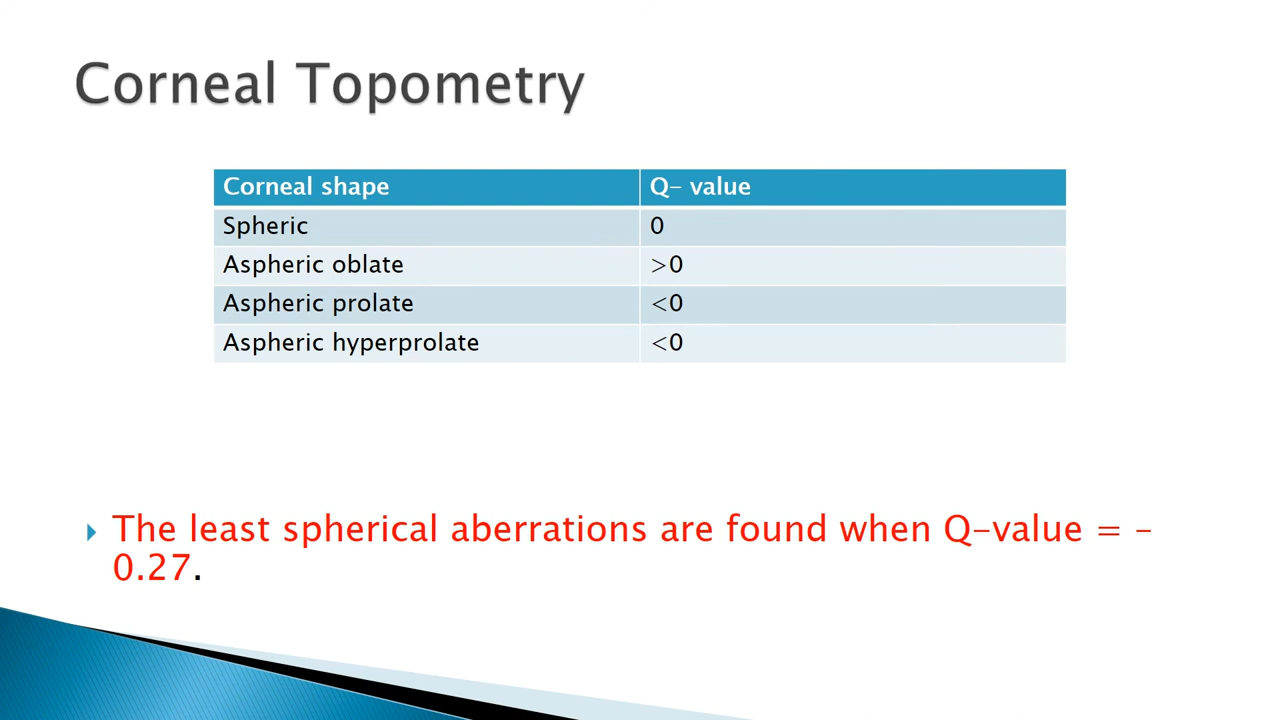 Corneal Topometry
Corneal shape Q- value
Spheric 0
Aspheric oblate >0
Aspheric prolate <0
Aspheric hyperprolate <0
The least spherical aberrations are found when Q-value = -
0.27.